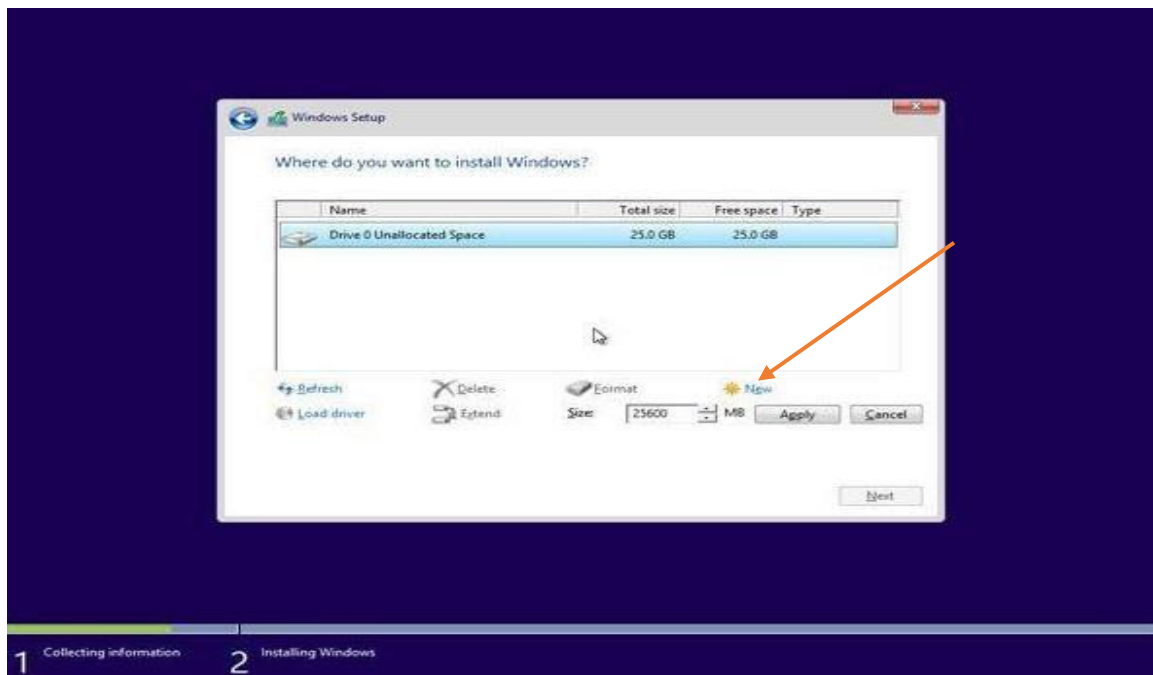 Windows Setup
Where do you want to install Windows?
Name Total size Free space Type
Drive 0 Unallocated Space 25.0 GB 25.0 GB
Refresh Delete Format New
Load driver Extend Size: 25600 MB Apply Cancel
Next
1 Collecting information 2 Installing Windows